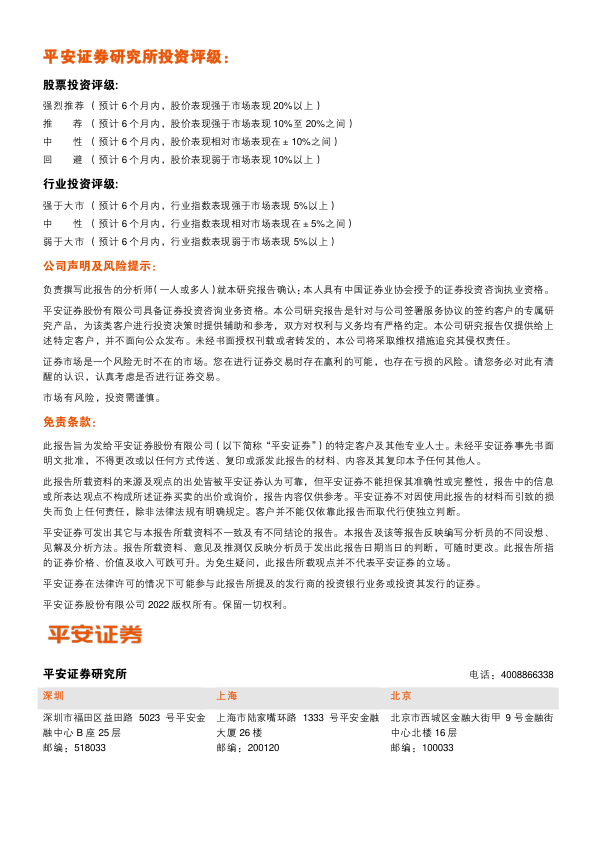 平安证券研究所投资评级：
股票投资评级:
强烈推荐 （预计 6 个月内，股价表现强于市场表现 20%以上）
推　　荐 （预计 6 个月内，股价表现强于市场表现 10%至 20%之间）
中　　性 （预计 6 个月内，股价表现相对市场表现在 ± 10%之间）
回　　避 （预计 6 个月内，股价表现弱于市场表现 10%以上）
行业投资评级:
强于大市 （预计 6 个月内，行业指数表现强于市场表现 5%以上）
中　　性 （预计 6 个月内，行业指数表现相对市场表现在 ± 5%之间）
弱于大市 （预计 6 个月内，行业指数表现弱于市场表现 5%以上）
公司声明及风险提示：
负责撰写此报告的分析师(一人或多人)就本研究报告确认：本人具有中国证券业协会授予的证券投资咨询执业资格。
平安证券股份有限公司具备证券投资咨询业务资格。本公司研究报告是针对与公司签署服务协议的签约客户的专属研
究产品，为该类客户进行投资决策时提供辅助和参考，双方对权利与义务均有严格约定。本公司研究报告仅提供给上
述特定客户，并不面向公众发布。未经书面授权刊载或者转发的，本公司将采取维权措施追究其侵权责任。
证券市场是一个风险无时不在的市场。您在进行证券交易时存在赢利的可能，也存在亏损的风险。请您务必对此有清
醒的认识，认真考虑是否进行证券交易。
市场有风险，投资需谨慎。
免责条款：
此报告旨为发给平安证券股份有限公司（以下简称“平安证券”）的特定客户及其他专业人士。未经平安证券事先书面
明文批准，不得更改或以任何方式传送、复印或派发此报告的材料、内容及其复印本予任何其他人。
此报告所载资料的来源及观点的出处皆被平安证券认为可靠，但平安证券不能担保其准确性或完整性，报告中的信息
或所表达观点不构成所述证券买卖的出价或询价，报告内容仅供参考。平安证券不对因使用此报告的材料而引致的损
失而负上任何责任，除非法律法规有明确规定。客户并不能仅依靠此报告而取代行使独立判断。
平安证券可发出其它与本报告所载资料不一致及有不同结论的报告。本报告及该等报告反映编写分析员的不同设想、
见解及分析方法。报告所载资料、意见及推测仅反映分析员于发出此报告日期当日的判断，可随时更改。此报告所指
的证券价格、价值及收入可跌可升。为免生疑问，此报告所载观点并不代表平安证券的立场。
平安证券在法律许可的情况下可能参与此报告所提及的发行商的投资银行业务或投资其发行的证券。
平安证券股份有限公司 2022 版权所有。保留一切权利。
平安证券
平安证券研究所 电话：4008866338
深圳 上海 北京
深圳市福田区益田路 5023 号平安金 上海市陆家嘴环路 1333 号平安金融 北京市西城区金融大街甲 9 号金融街
融中心 B 座 25 层 大厦 26 楼 中心北楼 16 层
邮编：518033 邮编：200120 邮编：100033